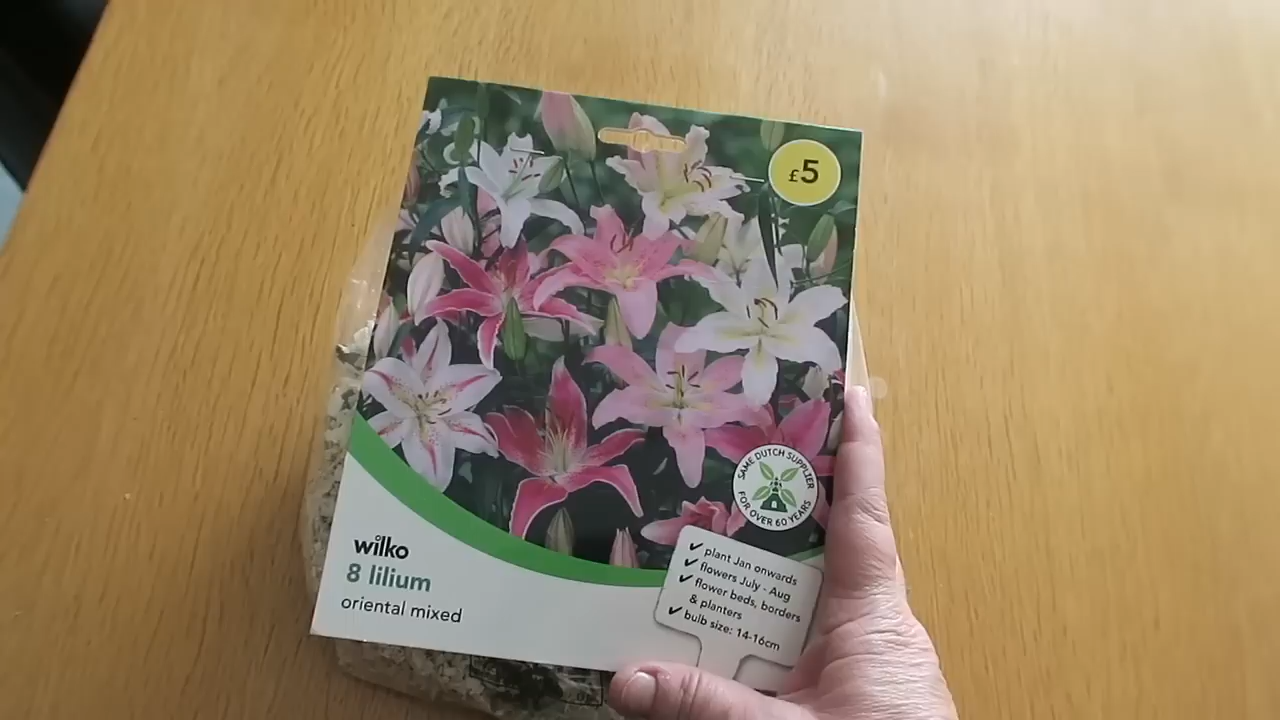 £5
SAME DUTCH SUPPLIER
FOR OVER 60 YEARS
wilko
8 lilium
oriental mixed
✔ plant Jan onwards
✔ flowers July - Aug
✔ flower beds, borders
& planters
✔ bulb size: 14-16cm